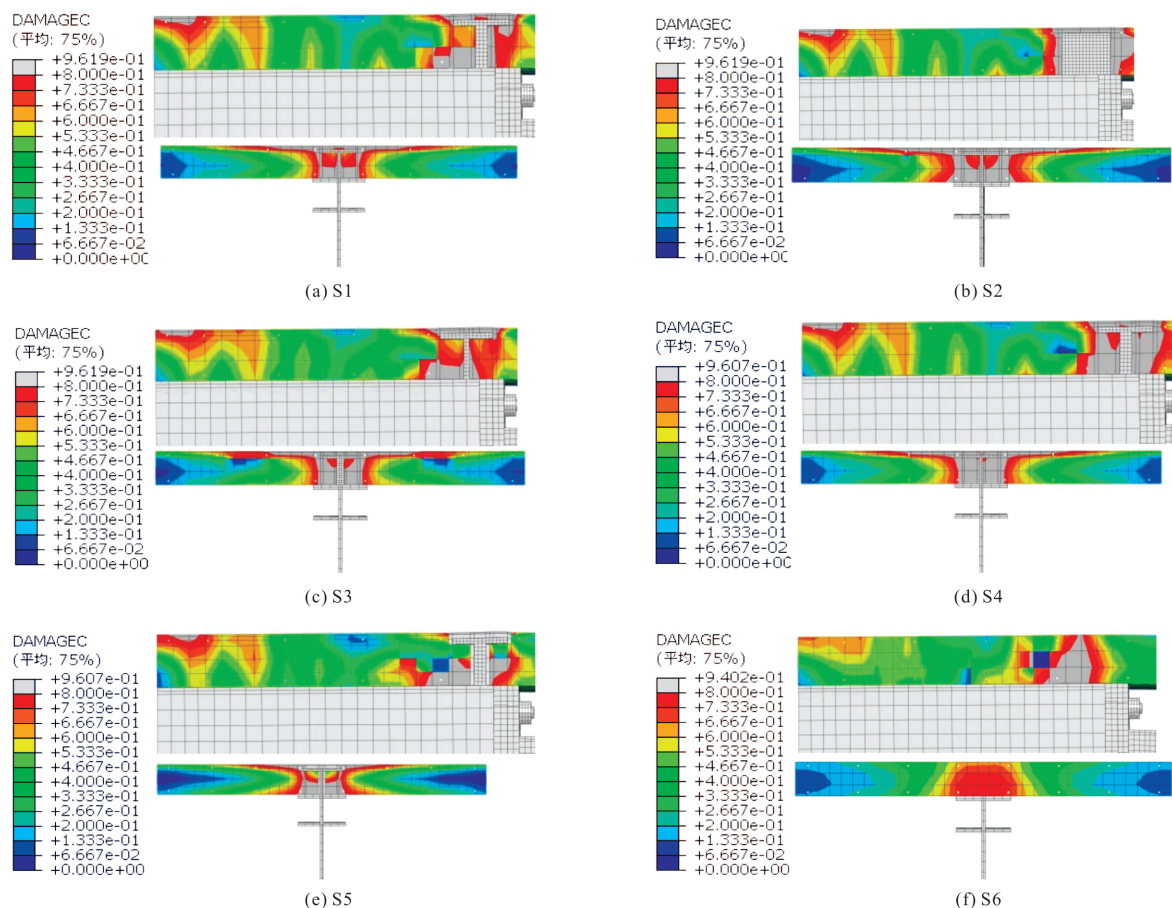 DAMAGEC
(平均: 75%)
+9.619e-01
+8.000e-01
+7.333e-01
+6.667e-01
+6.000e-01
+5.333e-01
+4.667e-01
+4.000e-01
+3.333e-01
+2.667e-01
+2.000e-01
+1.333e-01
+6.667e-02
+0.000e+00
(a) S1
DAMAGEC
(平均: 75%)
+9.619e-01
+8.000e-01
+7.333e-01
+6.667e-01
+6.000e-01
+5.333e-01
+4.667e-01
+4.000e-01
+3.333e-01
+2.667e-01
+2.000e-01
+1.333e-01
+6.667e-02
+0.000e+00
(b) S2
DAMAGEC
(平均: 75%)
+9.619e-01
+8.000e-01
+7.333e-01
+6.667e-01
+6.000e-01
+5.333e-01
+4.667e-01
+4.000e-01
+3.333e-01
+2.667e-01
+2.000e-01
+1.333e-01
+6.667e-02
+0.000e+00
(c) S3
DAMAGEC
(平均: 75%)
+9.607e-01
+8.000e-01
+7.333e-01
+6.667e-01
+6.000e-01
+5.333e-01
+4.667e-01
+4.000e-01
+3.333e-01
+2.667e-01
+2.000e-01
+1.333e-01
+6.667e-02
+0.000e+00
(d) S4
DAMAGEC
(平均: 75%)
+9.607e-01
+8.000e-01
+7.333e-01
+6.667e-01
+6.000e-01
+5.333e-01
+4.667e-01
+4.000e-01
+3.333e-01
+2.667e-01
+2.000e-01
+1.333e-01
+6.667e-02
+0.000e+00
(e) S5
DAMAGEC
(平均: 75%)
+9.402e-01
+8.000e-01
+7.333e-01
+6.667e-01
+6.000e-01
+5.333e-01
+4.667e-01
+4.000e-01
+3.333e-01
+2.667e-01
+2.000e-01
+1.333e-01
+6.667e-02
+0.000e+00
(f) S6